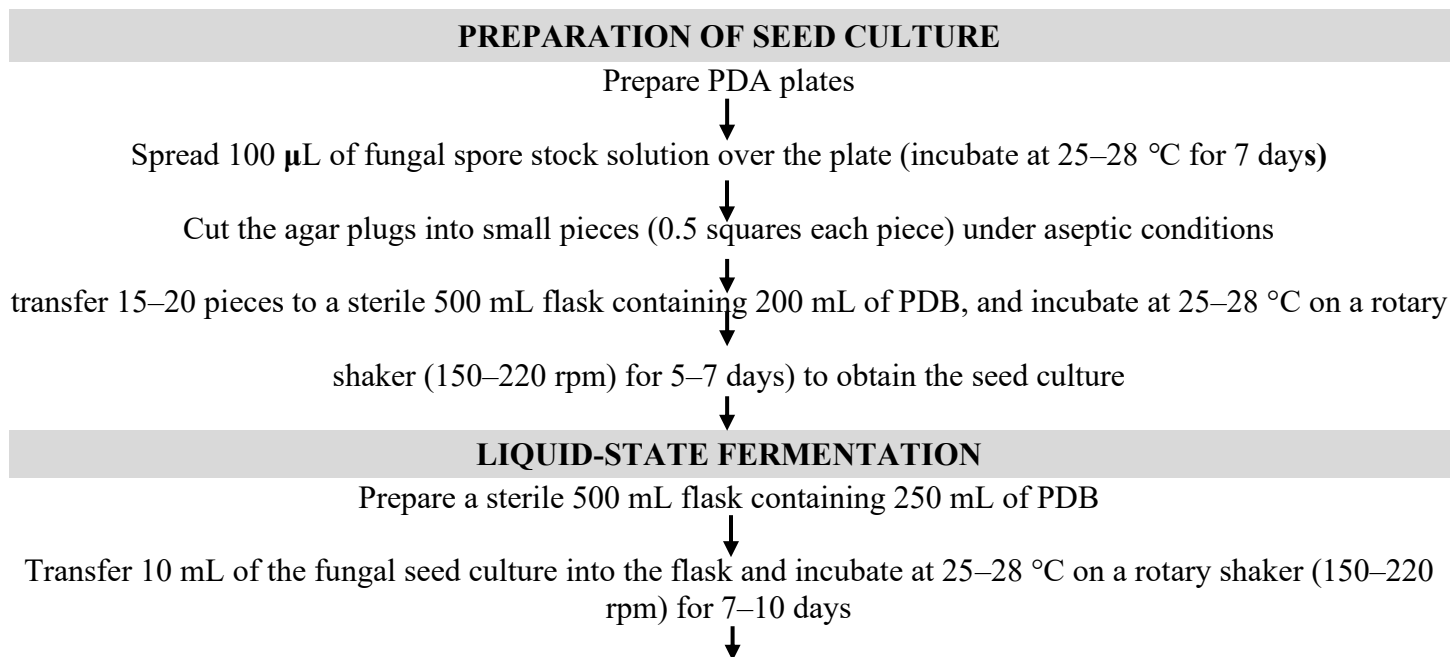 PREPARATION OF SEED CULTURE
Prepare PDA plates
Spread 100 µL of fungal spore stock solution over the plate (incubate at 25–28 °C for 7 days)
Cut the agar plugs into small pieces (0.5 squares each piece) under aseptic conditions
transfer 15–20 pieces to a sterile 500 mL flask containing 200 mL of PDB, and incubate at 25–28 °C on a rotary
shaker (150–220 rpm) for 5–7 days) to obtain the seed culture
LIQUID-STATE FERMENTATION
Prepare a sterile 500 mL flask containing 250 mL of PDB
Transfer 10 mL of the fungal seed culture into the flask and incubate at 25–28 °C on a rotary shaker (150–220
rpm) for 7–10 days